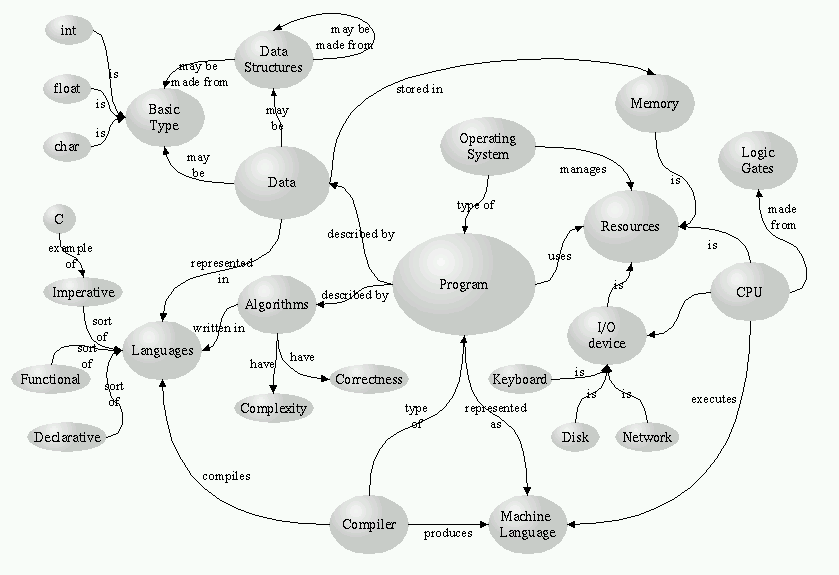 int
may be
made from
Data
Structures
may be
made from
is
float
is
stored in
Memory
Basic
Type
may
be
char
is
Operating
System
Logic
Gates
may
be
manages
is
Data
type of
made
from
C
described by
Resources
is
example
of
represented
in
uses
Program
Imperative
Algorithms
described by
is
CPU
sort
of
written in
I/O
device
Languages
sort
of
have
have
Functional
sort
of
Correctness
Keyboard
is
Complexity
type
of
represented
as
is
is
executes
Declarative
Disk
Network
compiles
Compiler
produces
Machine
Language